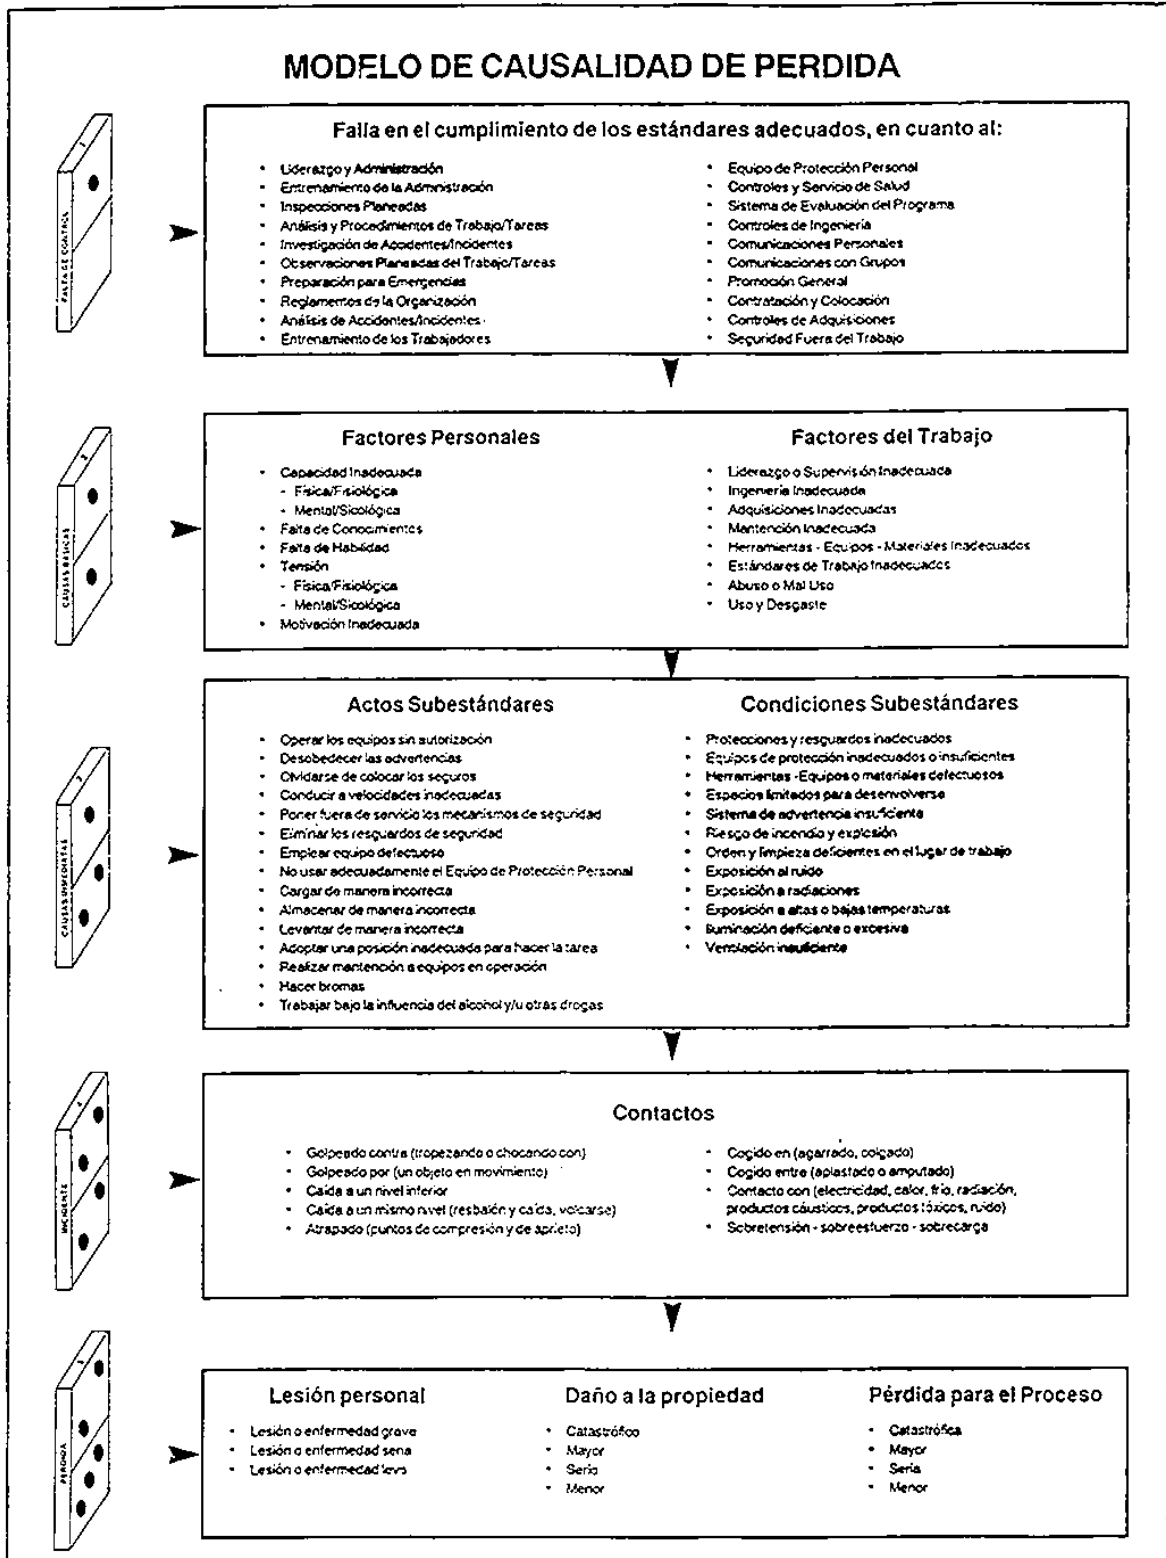 MODELO DE CAUSALIDAD DE PERDIDA
FALTA DE CONTROL
Falla en el cumplimiento de los estándares adecuados, en cuanto al:
• Liderazgo y Administración
• Entrenamiento de la Administración
• Inspecciones Planeadas
• Análisis y Procedimientos de Trabajo/Tareas
• Investigación de Accidentes/Incidentes
• Observaciones Planeadas del Trabajo/Tareas
• Preparación para Emergencias
• Reglamentos de la Organización
• Análisis de Accidentes/Incidentes
• Entrenamiento de los Trabajadores
• Equipo de Protección Personal
• Controles y Servicio de Salud
• Sistema de Evaluación del Programa
• Controles de Ingeniería
• Comunicaciones Personales
• Comunicaciones con Grupos
• Promoción General
• Contratación y Colocación
• Controles de Adquisiciones
• Seguridad Fuera del Trabajo
CAUSAS BASICAS
Factores Personales
• Capacidad Inadecuada
- Física/Fisiológica
- Mental/Sicológica
• Falta de Conocimientos
• Falta de Habilidad
• Tensión
- Física/Fisiológica
- Mental/Sicológica
• Motivación Inadecuada
Factores del Trabajo
• Liderazgo o Supervisión Inadecuada
• Ingeniería Inadecuada
• Adquisiciones Inadecuadas
• Mantención Inadecuada
• Herramientas - Equipos - Materiales Inadecuados
• Estándares de Trabajo Inadecuados
• Abuso o Mal Uso
• Uso y Desgaste
CAUSAS INMEDIATAS
Actos Subestándares
• Operar los equipos sin autorización
• Desobedecer las advertencias
• Olvidarse de colocar los seguros
• Conducir a velocidades inadecuadas
• Poner fuera de servicio los mecanismos de seguridad
• Eliminar los resguardos de seguridad
• Emplear equipo defectuoso
• No usar adecuadamente el Equipo de Protección Personal
• Cargar de manera incorrecta
• Almacenar de manera incorrecta
• Levantar de manera incorrecta
• Adoptar una posición inadecuada para hacer la tarea
• Realizar mantención a equipos en operación
• Hacer bromas
• Trabajar bajo la influencia del alcohol y/u otras drogas
Condiciones Subestándares
• Protecciones y resguardos inadecuados
• Equipos de protección inadecuados o insuficientes
• Herramientas -Equipos o materiales defectuosos
• Espacios limitados para desenvolverse
• Sistema de advertencia insuficiente
• Riesgo de incendio y explosión
• Orden y limpieza deficientes en el lugar de trabajo
• Exposición al ruido
• Exposición a radiaciones
• Exposición a altas o bajas temperaturas
• Iluminación deficiente o excesiva
• Ventilación insuficiente
INCIDENTE
Contactos
• Golpeado contra (tropezando o chocando con)
• Golpeado por (un objeto en movimiento)
• Caída a un nivel inferior
• Caída a un mismo nivel (resbalón y caída, volcarse)
• Atrapado (puntos de compresión y de aprieto)
• Cogido en (agarrado, colgado)
• Cogido entre (aplastado o amputado)
• Contacto con (electricidad, calor, frío, radiación,
productos cáusticos, productos tóxicos, ruido)
• Sobretensión - sobreesfuerzo - sobrecarga
PERDIDA
Lesión personal
• Lesión o enfermedad grave
• Lesión o enfermedad seria
• Lesión o enfermedad leve
Daño a la propiedad
• Catastrófico
• Mayor
• Serio
• Menor
Pérdida para el Proceso
• Catastrófica
• Mayor
• Seria
• Menor